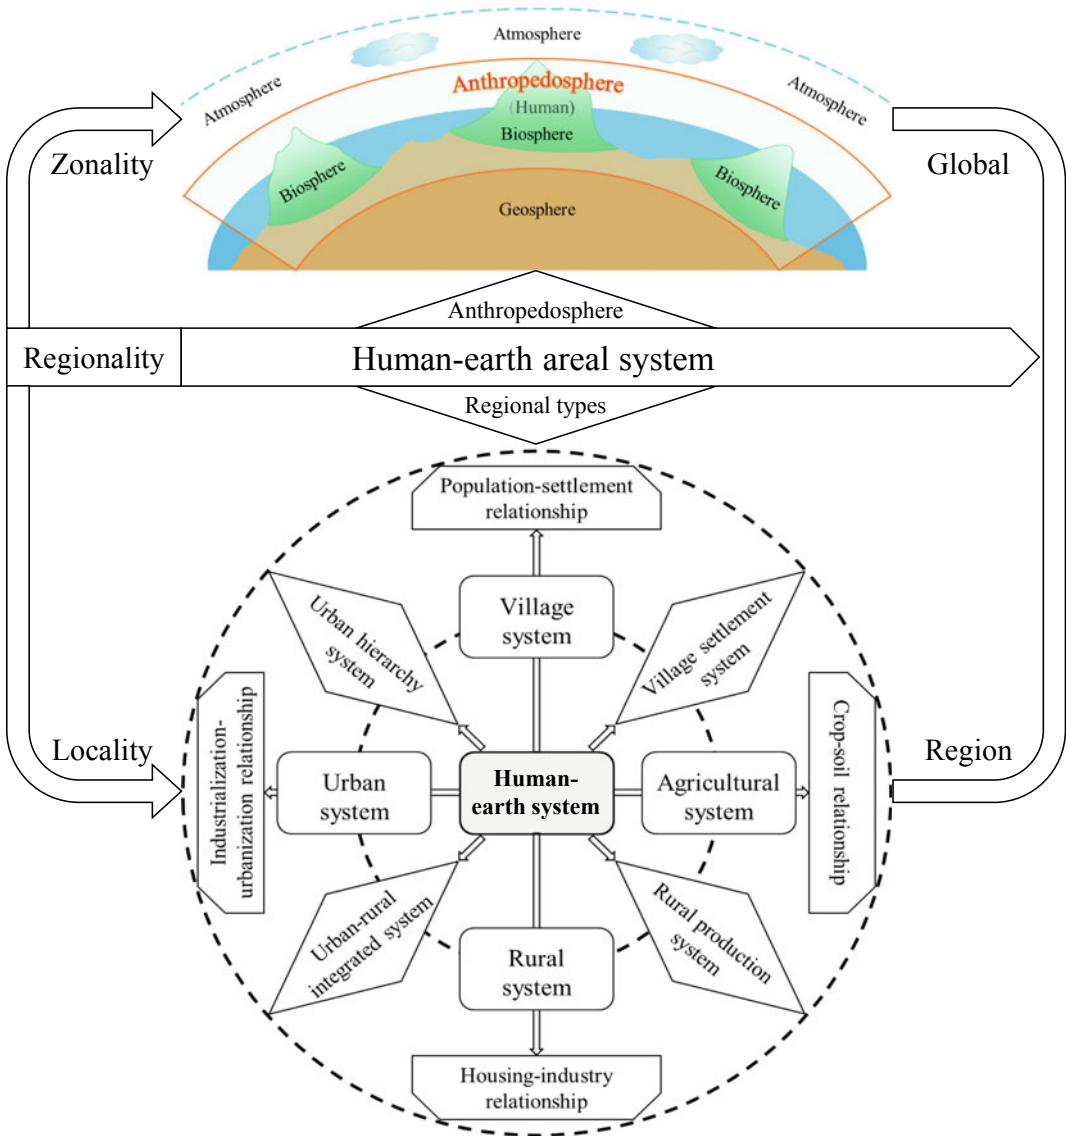 Atmosphere
Atmosphere
Atmosphere
Anthropedosphere
(Human)
Biosphere
Biosphere
Biosphere
Geosphere
Zonality
Global
Anthropedosphere
Regionality
Human-earth areal system
Regional types
Population-settlement
relationship
Urban hierarchy
system
Village
system
Village settlement
system
Locality
Region
Industrialization-
urbanization relationship
Urban
system
Human-
earth system
Agricultural
system
Crop-soil relationship
Urban-rural
integrated system
Rural
system
Rural production
system
Housing-industry
relationship